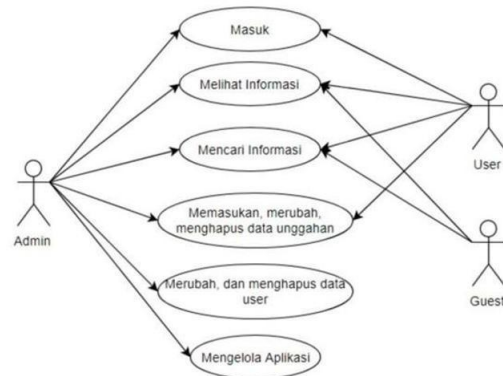 Masuk
Melihat Informasi
Mencari Informasi
Memasukan, merubah,
menghapus data unggahan
Merubah, dan menghapus data
user
Mengelola Aplikasi
Admin
User
Guest